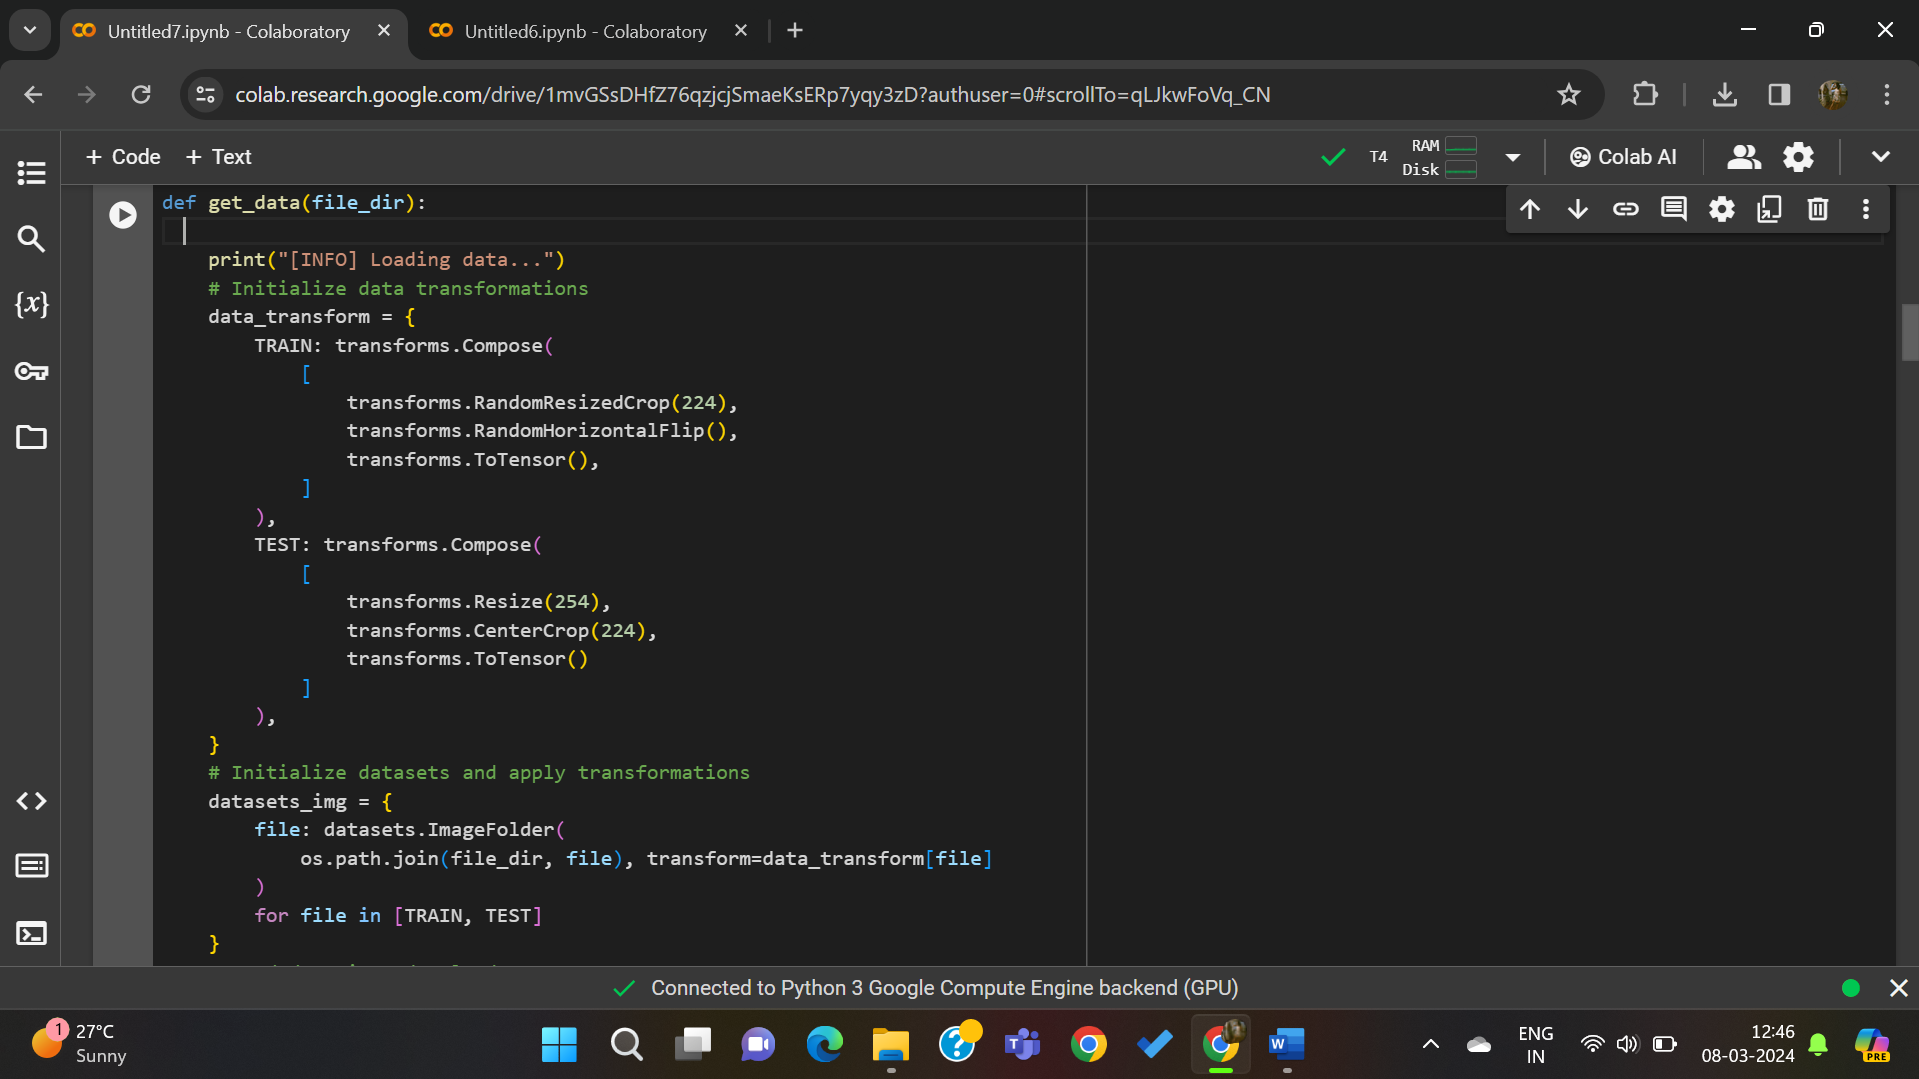 Untitled7.ipynb - Colaboratory
Untitled6.ipynb - Colaboratory
colab.research.google.com/drive/1mvGSsDHfZ76qzjcjSmaeKsERp7yqy3zD?authuser=0#scrollTo=qLJkwFoVq_CN
+ Code + Text
T4
RAM
Disk
Colab AI
{x}
def get_data(file_dir):
print("[INFO] Loading data...")
# Initialize data transformations
data_transform = {
TRAIN: transforms.Compose(
[
transforms.RandomResizedCrop(224),
transforms.RandomHorizontalFlip(),
transforms.ToTensor(),
]
),
TEST: transforms.Compose(
[
transforms.Resize(254),
transforms.CenterCrop(224),
transforms.ToTensor()
]
),
}
# Initialize datasets and apply transformations
datasets_img = {
file: datasets.ImageFolder(
os.path.join(file_dir, file), transform=data_transform[file]
)
for file in [TRAIN, TEST]
}
Connected to Python 3 Google Compute Engine backend (GPU)
1
27°C
Sunny
ENG
IN
12:46
08-03-2024
PRE